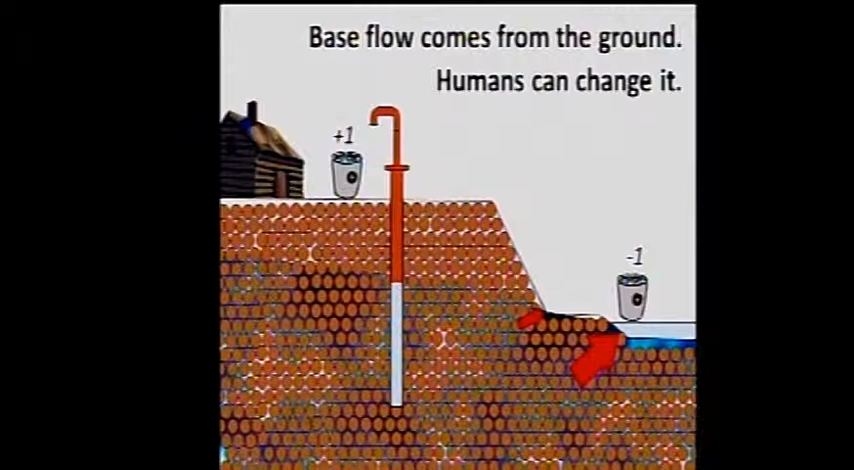 Base flow comes from the ground.
Humans can change it.
+1
-1